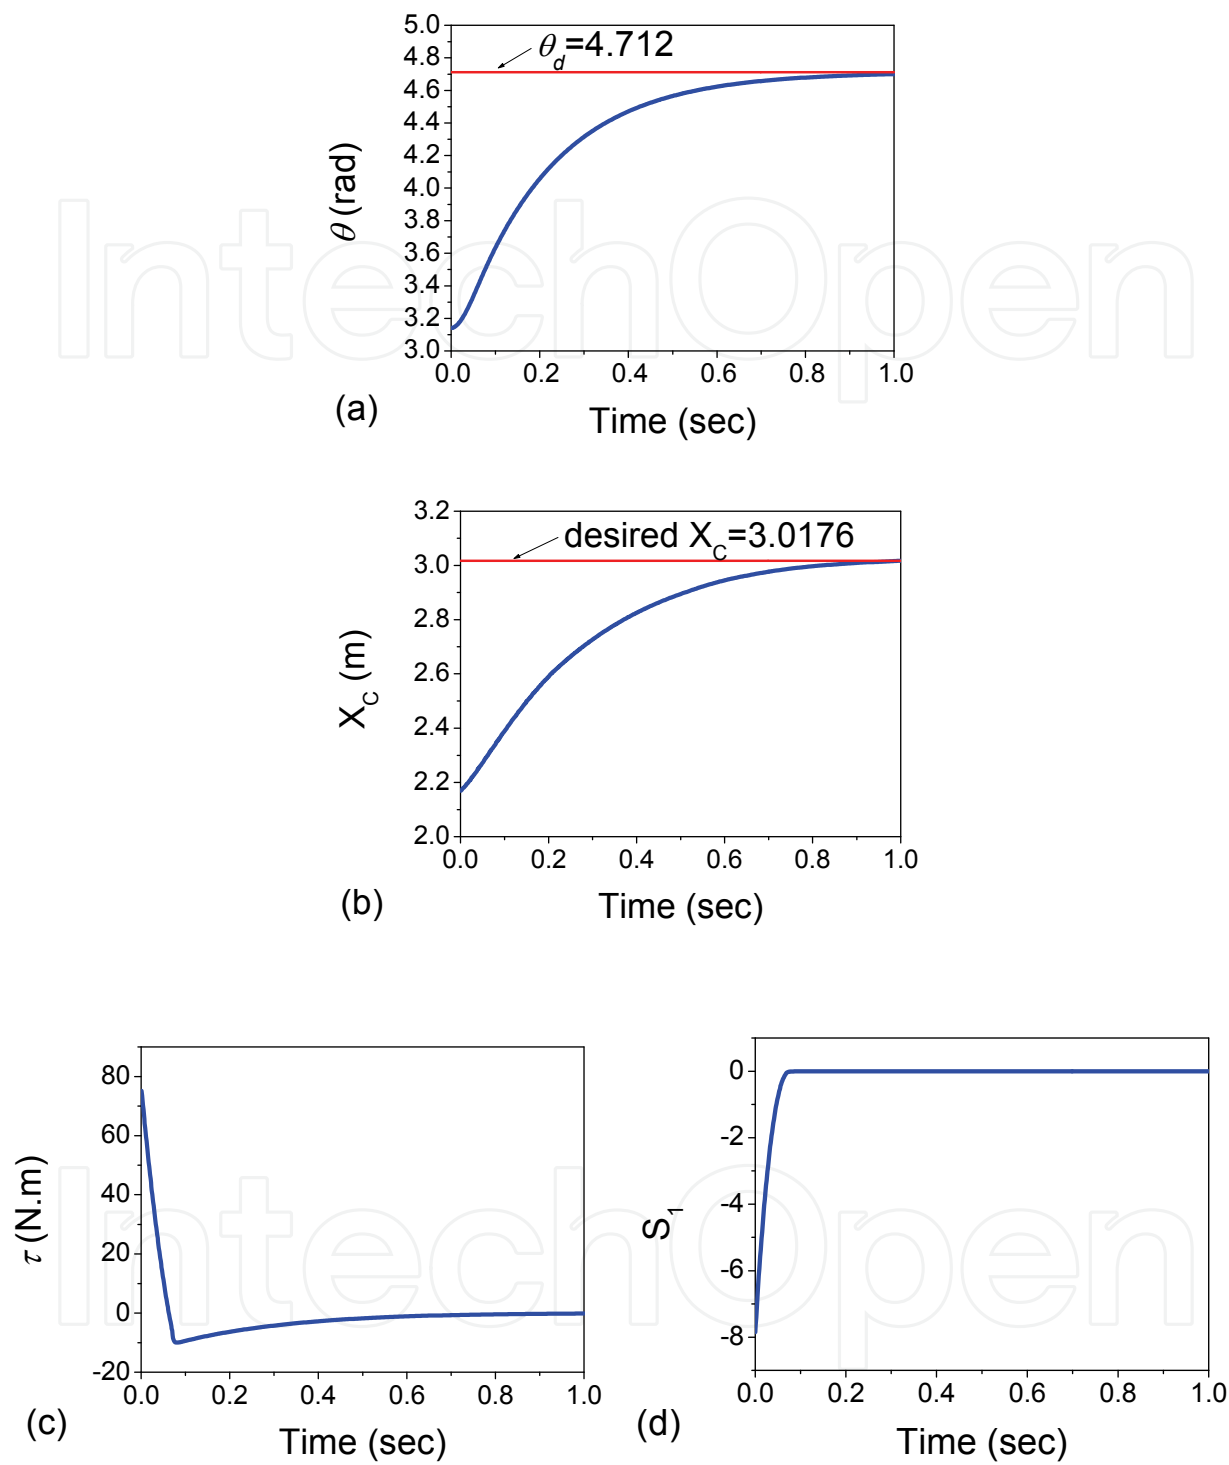 5.0
θd=4.712
4.8
4.6
4.4
4.2
4.0
3.8
3.6
3.4
3.2
3.0
θ (rad)
0.0 0.2 0.4 0.6 0.8 1.0
(a)
Time (sec)
3.2
desired XC=3.0176
3.0
2.8
2.6
2.4
2.2
2.0
XC (m)
0.0 0.2 0.4 0.6 0.8 1.0
(b)
Time (sec)
80
60
40
20
0
-20
τ (N.m)
0.0 0.2 0.4 0.6 0.8 1.0
(c)
Time (sec)
0
-2
-4
-6
-8
S1
0.0 0.2 0.4 0.6 0.8 1.0
(d)
Time (sec)
IntechOpen
IntechOpen